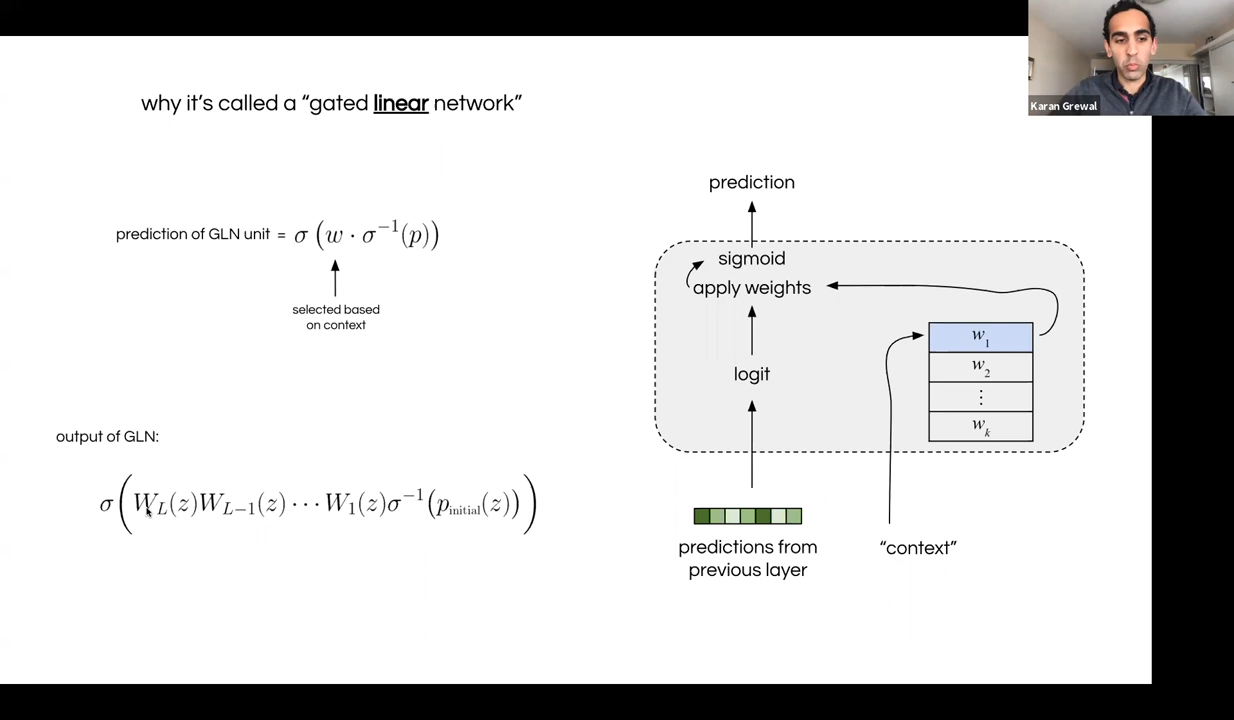 why it's called a "gated linear network"
prediction of GLN unit = σ (w · σ⁻¹(p))
selected based
on context
output of GLN:
σ(W_L(z)W_{L−1}(z) ··· W_1(z)σ⁻¹(p_initial(z)))
prediction
sigmoid
apply weights
logit
w_1
w_2
⋮
w_k
predictions from
previous layer
"context"
Karan Grewal